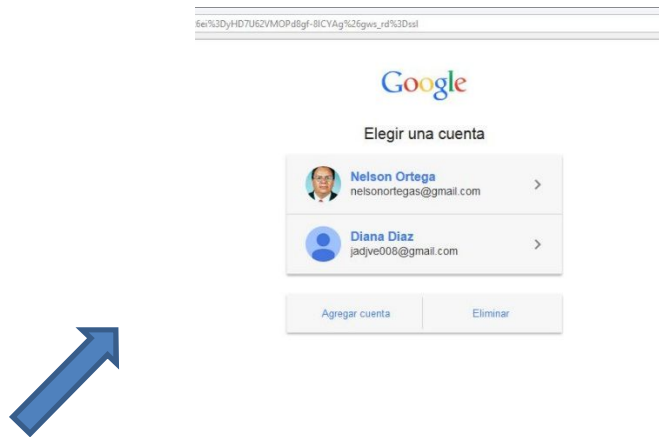 6ei%3DyHD7U62VMOPd8gf-8ICYAg%26gws_rd%3Dssl
Google
Elegir una cuenta
Nelson Ortega
nelsonortegas@gmail.com
Diana Diaz
jadjve008@gmail.com
Agregar cuenta
Eliminar